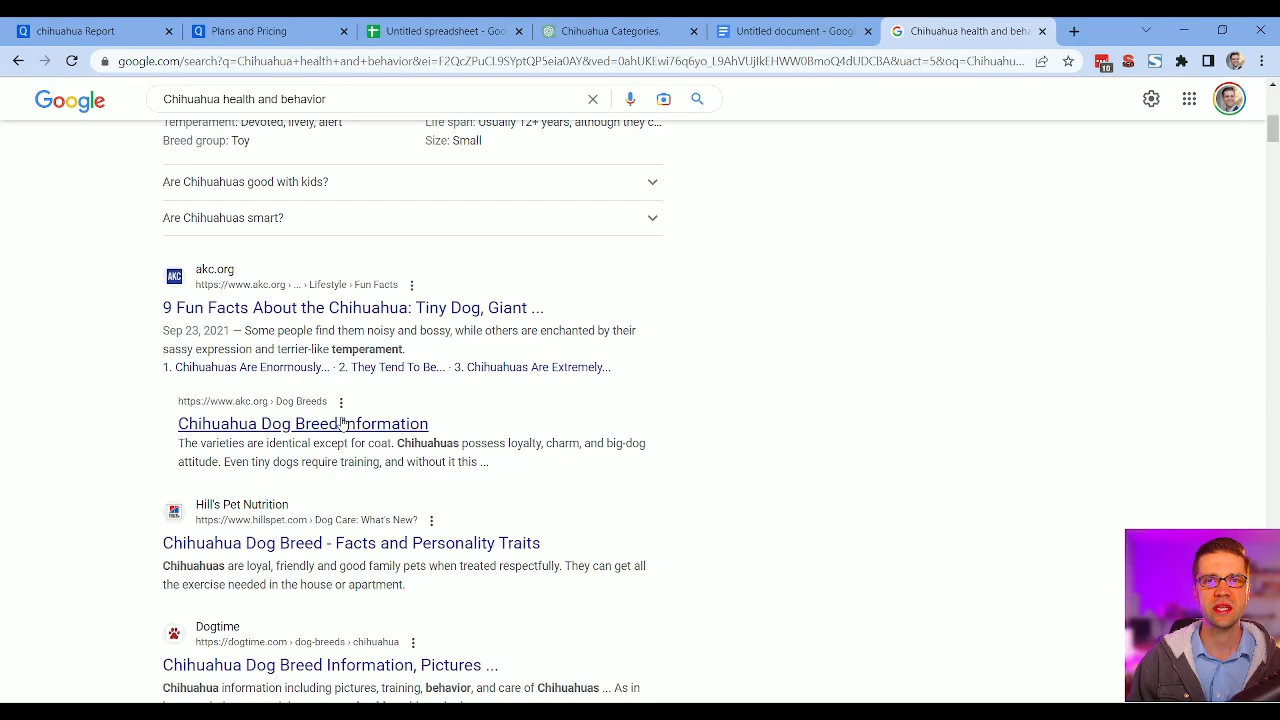 chihuahua Report
Plans and Pricing
Untitled spreadsheet - Goo
Chihuahua Categories.
Untitled document - Googl
Chihuahua health and beha
google.com/search?q=Chihuahua+health+and+behavior&ei=F2QcZPuCL9SYptQP5eia0AY&ved=0ahUKEwi76q6yo_L9AhVUjIkEHWW0BmoQ4dUDCBA&uact=5&oq=Chihuahu...
10
Google
Chihuahua health and behavior
Temperament: Devoted, lively, alert
Life span: Usually 12+ years, although they c...
Breed group: Toy
Size: Small
Are Chihuahuas good with kids?
Are Chihuahuas smart?
AKC
akc.org
https://www.akc.org › ... › Lifestyle › Fun Facts
9 Fun Facts About the Chihuahua: Tiny Dog, Giant ...
Sep 23, 2021 — Some people find them noisy and bossy, while others are enchanted by their
sassy expression and terrier-like temperament.
1. Chihuahuas Are Enormously... · 2. They Tend To Be... · 3. Chihuahuas Are Extremely...
https://www.akc.org › Dog Breeds
Chihuahua Dog Breed Information
The varieties are identical except for coat. Chihuahuas possess loyalty, charm, and big-dog
attitude. Even tiny dogs require training, and without it this ...
Hill's Pet Nutrition
https://www.hillspet.com › Dog Care: What's New?
Chihuahua Dog Breed - Facts and Personality Traits
Chihuahuas are loyal, friendly and good family pets when treated respectfully. They can get all
the exercise needed in the house or apartment.
Dogtime
https://dogtime.com › dog-breeds › chihuahua
Chihuahua Dog Breed Information, Pictures ...
Chihuahua information including pictures, training, behavior, and care of Chihuahuas ... As in